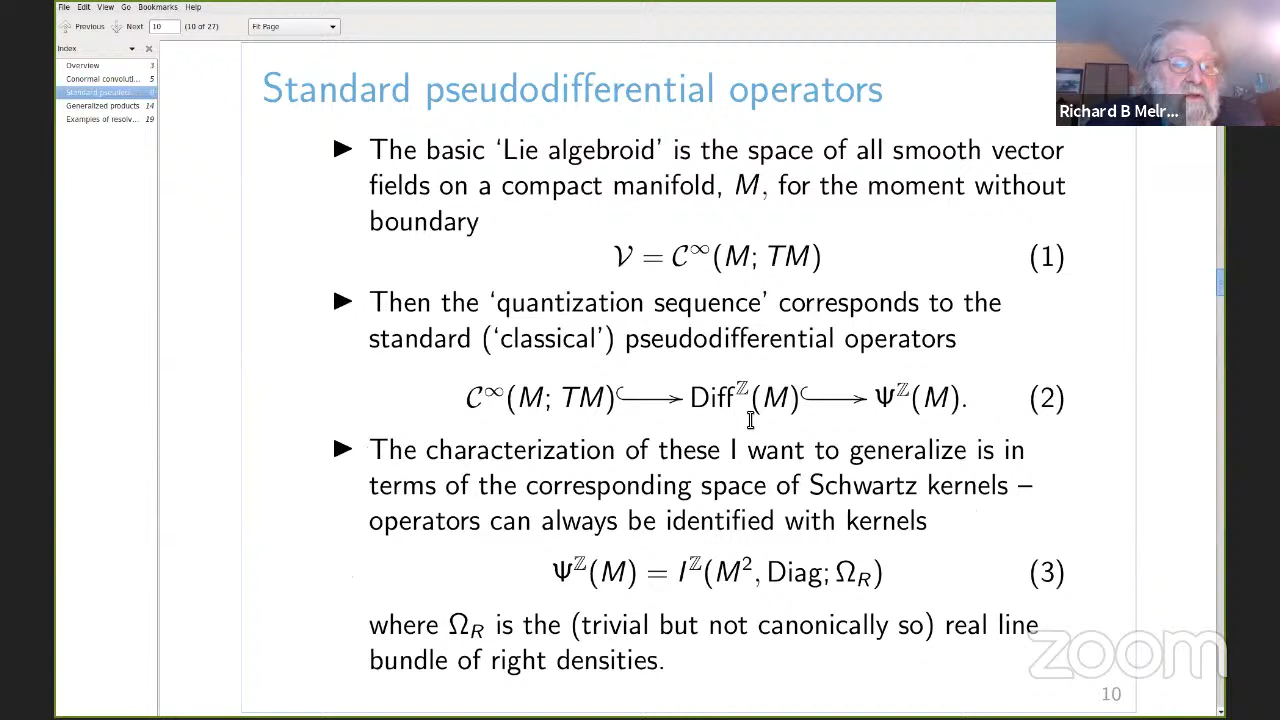 File Edit View Go Bookmarks Help
Previous Next 10 (10 of 27) Fit Page
Index
Overview 3
Conormal convoluti... 5
Standard pseudodi... 8
Generalized products 14
Examples of resolv... 19
Richard B Melr...
Standard pseudodifferential operators
▶ The basic ‘Lie algebroid’ is the space of all smooth vector
fields on a compact manifold, M, for the moment without
boundary
𝒱 = 𝒞^∞(M; TM) (1)
▶ Then the ‘quantization sequence’ corresponds to the
standard (‘classical’) pseudodifferential operators
𝒞^∞(M; TM) ↪ Diff^ℤ(M) ↪ Ψ^ℤ(M). (2)
▶ The characterization of these I want to generalize is in
terms of the corresponding space of Schwartz kernels –
operators can always be identified with kernels
Ψ^ℤ(M) = I^ℤ(M², Diag; Ω_R) (3)
where Ω_R is the (trivial but not canonically so) real line
bundle of right densities.
zoom
10